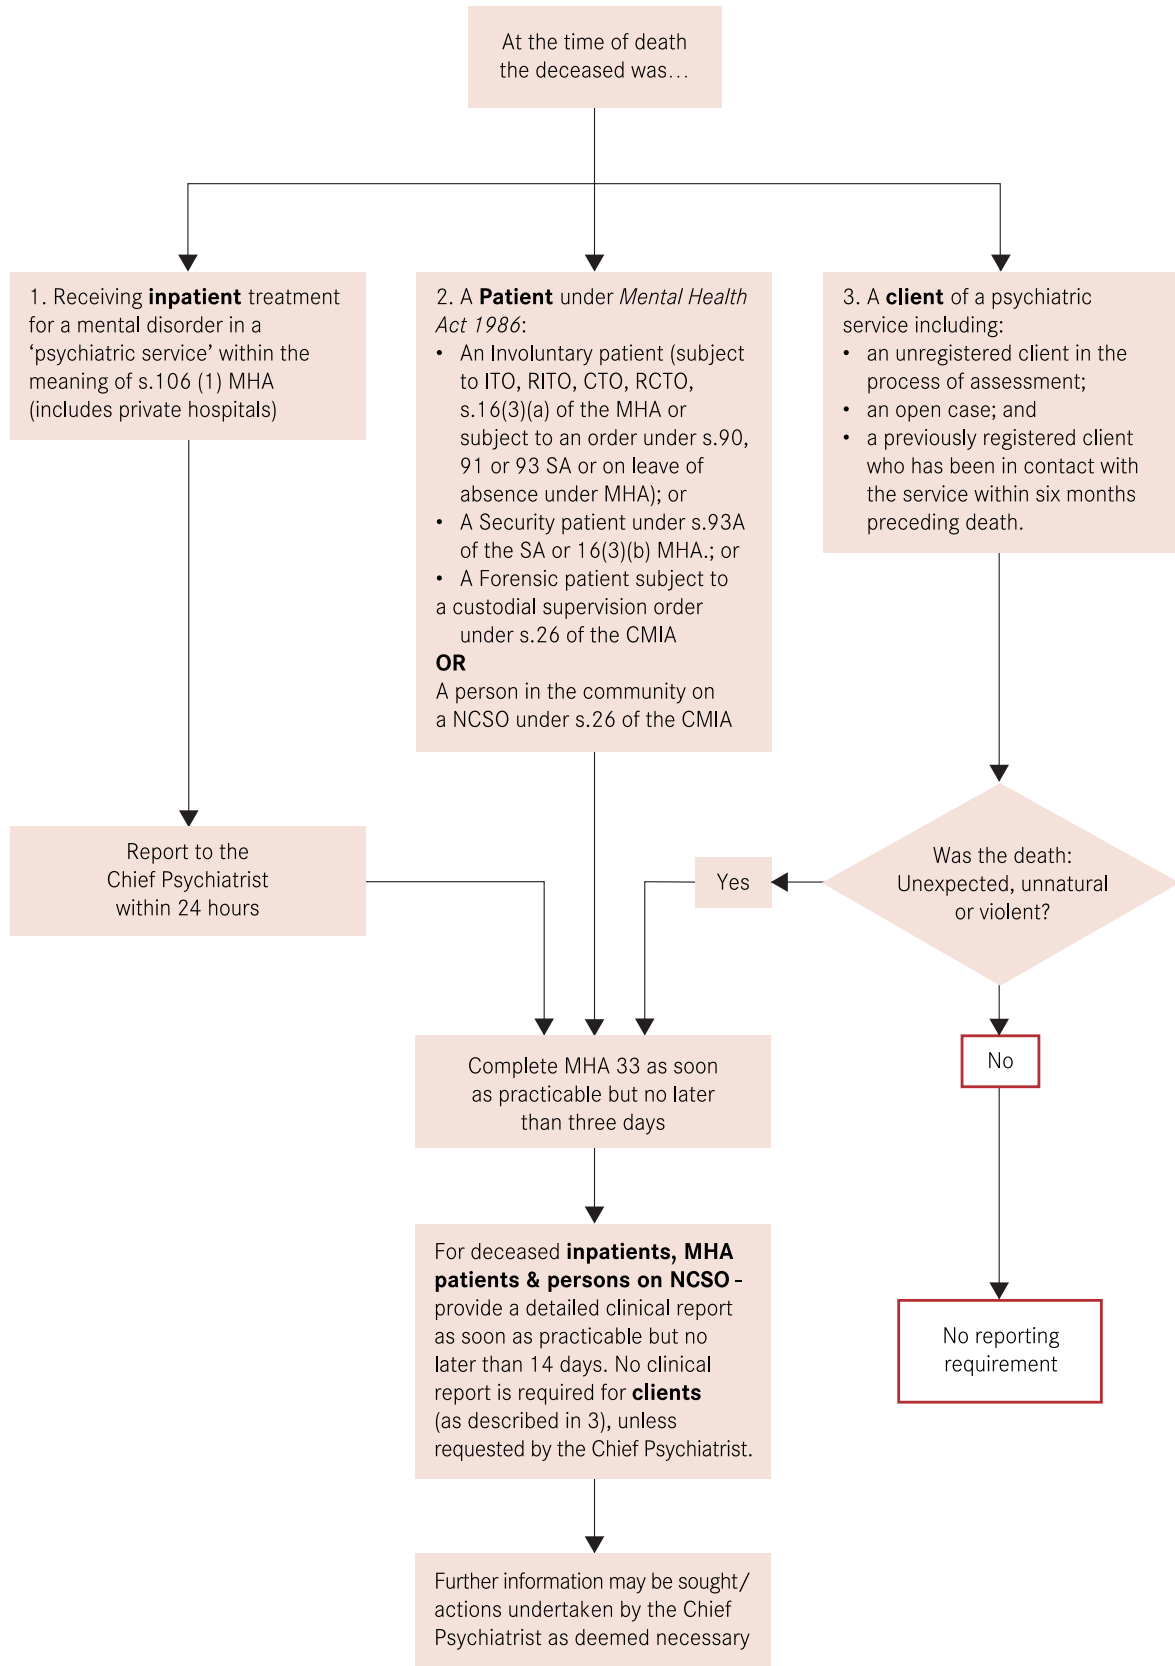 At the time of death
the deceased was...
1. Receiving inpatient treatment
for a mental disorder in a
‘psychiatric service’ within the
meaning of s.106 (1) MHA
(includes private hospitals)
2. A Patient under Mental Health
Act 1986:
• An Involuntary patient (subject
to ITO, RITO, CTO, RCTO,
s.16(3)(a) of the MHA or
subject to an order under s.90,
91 or 93 SA or on leave of
absence under MHA); or
• A Security patient under s.93A
of the SA or 16(3)(b) MHA.; or
• A Forensic patient subject to
a custodial supervision order
under s.26 of the CMIA
OR
A person in the community on
a NCSO under s.26 of the CMIA
3. A client of a psychiatric
service including:
• an unregistered client in the
process of assessment;
• an open case; and
• a previously registered client
who has been in contact with
the service within six months
preceding death.
Report to the
Chief Psychiatrist
within 24 hours
Yes
Was the death:
Unexpected, unnatural
or violent?
No
Complete MHA 33 as soon
as practicable but no later
than three days
For deceased inpatients, MHA
patients & persons on NCSO -
provide a detailed clinical report
as soon as practicable but no
later than 14 days. No clinical
report is required for clients
(as described in 3), unless
requested by the Chief Psychiatrist.
No reporting
requirement
Further information may be sought/
actions undertaken by the Chief
Psychiatrist as deemed necessary